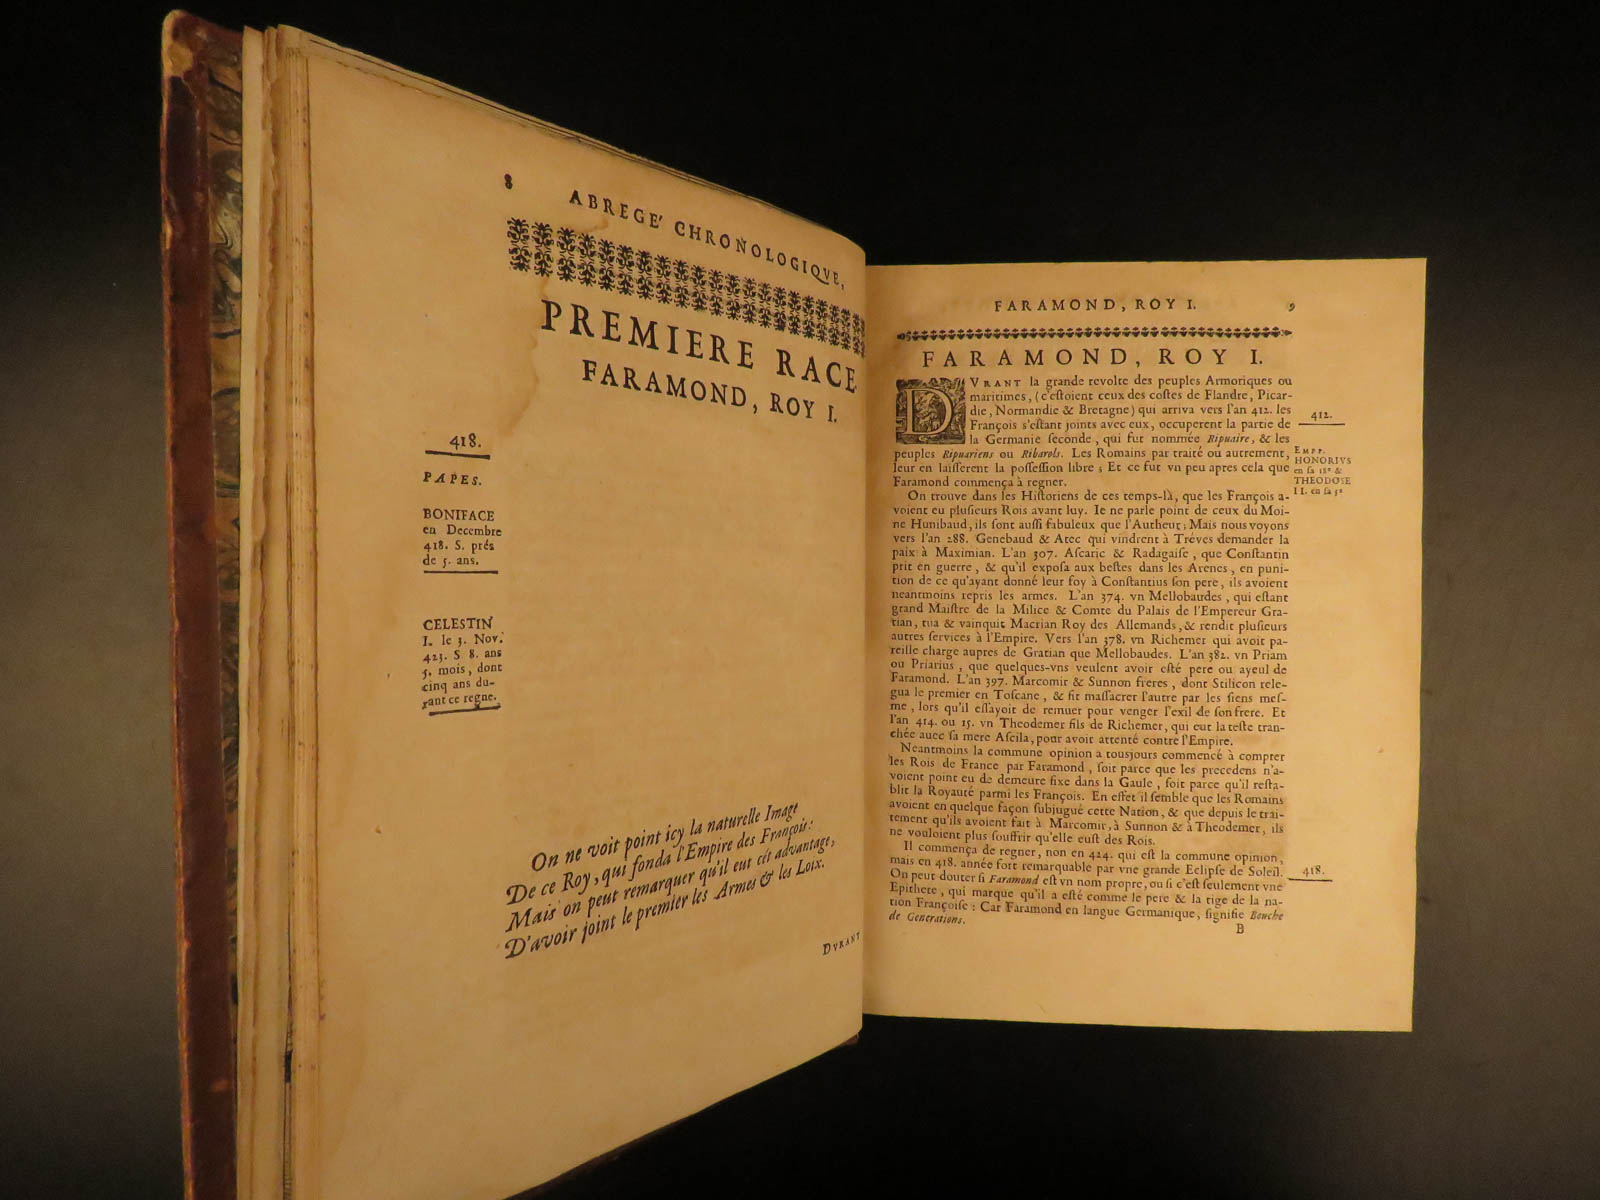 8 ABREGE' CHRONOLOGIQVE,
PREMIERE RACE
FARAMOND, ROY I.
418.
PAPES.
BONIFACE
en Decembre
418. S. prés
de 5. ans.
CELESTIN
I. le 3. Nov.
423. S 8. ans
5. mois, dont
cinq ans du-
rant ce regne.
On ne voit point icy la naturelle Image
De ce Roy, qui fonda l'Empire des François:
Mais on peut remarquer qu'il eut cét advantage,
D'avoir joint le premier les Armes & les Loix.
DVRANT
FARAMOND, ROY I. 9
FARAMOND, ROY I.
DVRANT la grande revolte des peuples Armoriques ou
maritimes, (c'eſtoient ceux des coſtes de Flandre, Picar-
die, Normandie & Bretagne) qui arriva vers l'an 412. les
François s'eſtant joints avec eux, occuperent la partie de
la Germanie ſeconde, qui fut nommée Ripuaire, & les
peuples Ripuariens ou Ribarols. Les Romains par traité ou autrement,
leur en laiſſerent la poſſeſſion libre; Et ce fut vn peu apres cela que
Faramond commença à regner.
412.
EMPP.
HONORIVS
en ſa 18e &
THEODOSE
II. en ſa 5e
On trouve dans les Hiſtoriens de ces temps-là, que les François a-
voient eu pluſieurs Rois avant luy. Ie ne parle point de ceux du Moi-
ne Hunibaud, ils ſont auſſi fabuleux que l'Autheur; Mais nous voyons
vers l'an 288. Genebaud & Atec qui vindrent à Tréves demander la
paix à Maximian. L'an 307. Aſcaric & Radagaiſe, que Conſtantin
prit en guerre, & qu'il expoſa aux beſtes dans les Arenes, en puni-
tion de ce qu'ayant donné leur foy à Conſtantius ſon pere, ils avoient
neantmoins repris les armes. L'an 374. vn Mellobaudes, qui eſtant
grand Maiſtre de la Milice & Comte du Palais de l'Empereur Gra-
tian, tua & vainquit Macrian Roy des Allemands, & rendit pluſieurs
autres ſervices à l'Empire. Vers l'an 378. vn Richemer qui avoit pa-
reille charge aupres de Gratian que Mellobaudes. L'an 382. vn Priam
ou Priarius, que quelques-vns veulent avoir eſté pere ou ayeul de
Faramond. L'an 397. Marcomir & Sunnon freres, dont Stilicon rele-
gua le premier en Toſcane, & fit maſſacrer l'autre par les ſiens meſ-
me, lors qu'il eſſayoit de remuer pour venger l'exil de ſon frere. Et
l'an 414. ou 15. vn Theodemer fils de Richemer, qui eut la teſte tran-
chée auec ſa mere Aſcila, pour avoir attenté contre l'Empire.
Neantmoins la commune opinion a tousjours commencé à compter
les Rois de France par Faramond, ſoit parce que les precedens n'a-
voient point eu de demeure fixe dans la Gaule, ſoit parce qu'il reſta-
blit la Royauté parmi les François. En effet il ſemble que les Romains
avoient en quelque façon ſubjugué cette Nation, & que depuis le trai-
tement qu'ils avoient fait à Marcomir, à Sunnon & à Theodemer, ils
ne vouloient plus ſouffrir qu'elle euſt des Rois.
Il commença de regner, non en 424. qui eſt la commune opinion,
mais en 418. année fort remarquable par vne grande Eclipſe de Soleil.
418.
On peut douter ſi Faramond eſt vn nom propre, ou ſi c'eſt ſeulement vne
Epithete, qui marque qu'il a eſté comme le pere & la tige de la na-
tion Françoiſe: Car Faramond en langue Germanique, ſignifie Bouche
de Generations.
B